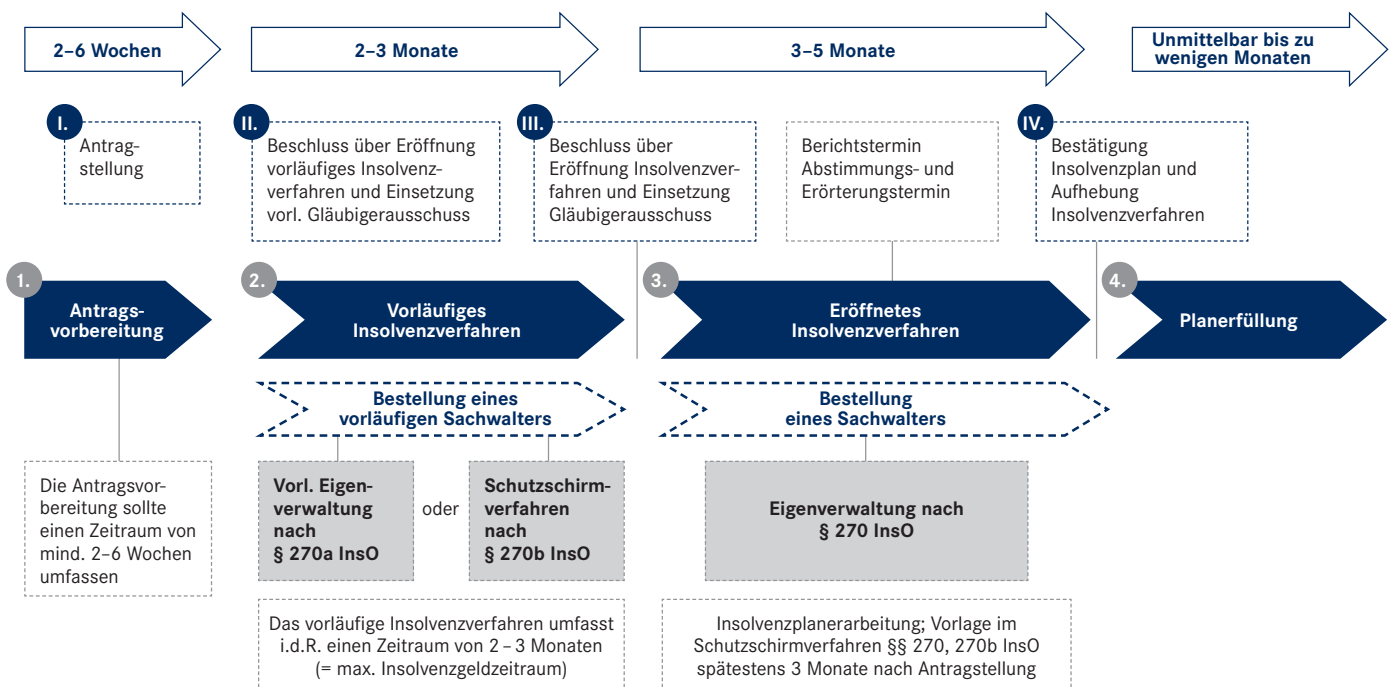 2–6 Wochen
2–3 Monate
3–5 Monate
Unmittelbar bis zu
wenigen Monaten
I.
Antrag-
stellung
II.
Beschluss über Eröffnung
vorläufiges Insolvenz-
verfahren und Einsetzung
vorl. Gläubigerausschuss
III.
Beschluss über
Eröffnung Insolvenzver-
fahren und Einsetzung
Gläubigerausschuss
Berichtstermin
Abstimmungs- und
Erörterungstermin
IV.
Bestätigung
Insolvenzplan und
Aufhebung
Insolvenzverfahren
1.
Antrags-
vorbereitung
2.
Vorläufiges
Insolvenzverfahren
3.
Eröffnetes
Insolvenzverfahren
4.
Planerfüllung
Bestellung eines
vorläufigen Sachwalters
Bestellung
eines Sachwalters
Die Antragsvor-
bereitung sollte
einen Zeitraum von
mind. 2–6 Wochen
umfassen
Vorl. Eigen-
verwaltung
nach
§ 270a InsO
oder
Schutzschirm-
verfahren
nach
§ 270b InsO
Eigenverwaltung nach
§ 270 InsO
Das vorläufige Insolvenzverfahren umfasst
i.d.R. einen Zeitraum von 2 – 3 Monaten
(= max. Insolvenzgeldzeitraum)
Insolvenzplanerarbeitung; Vorlage im
Schutzschirmverfahren §§ 270, 270b InsO
spätestens 3 Monate nach Antragstellung